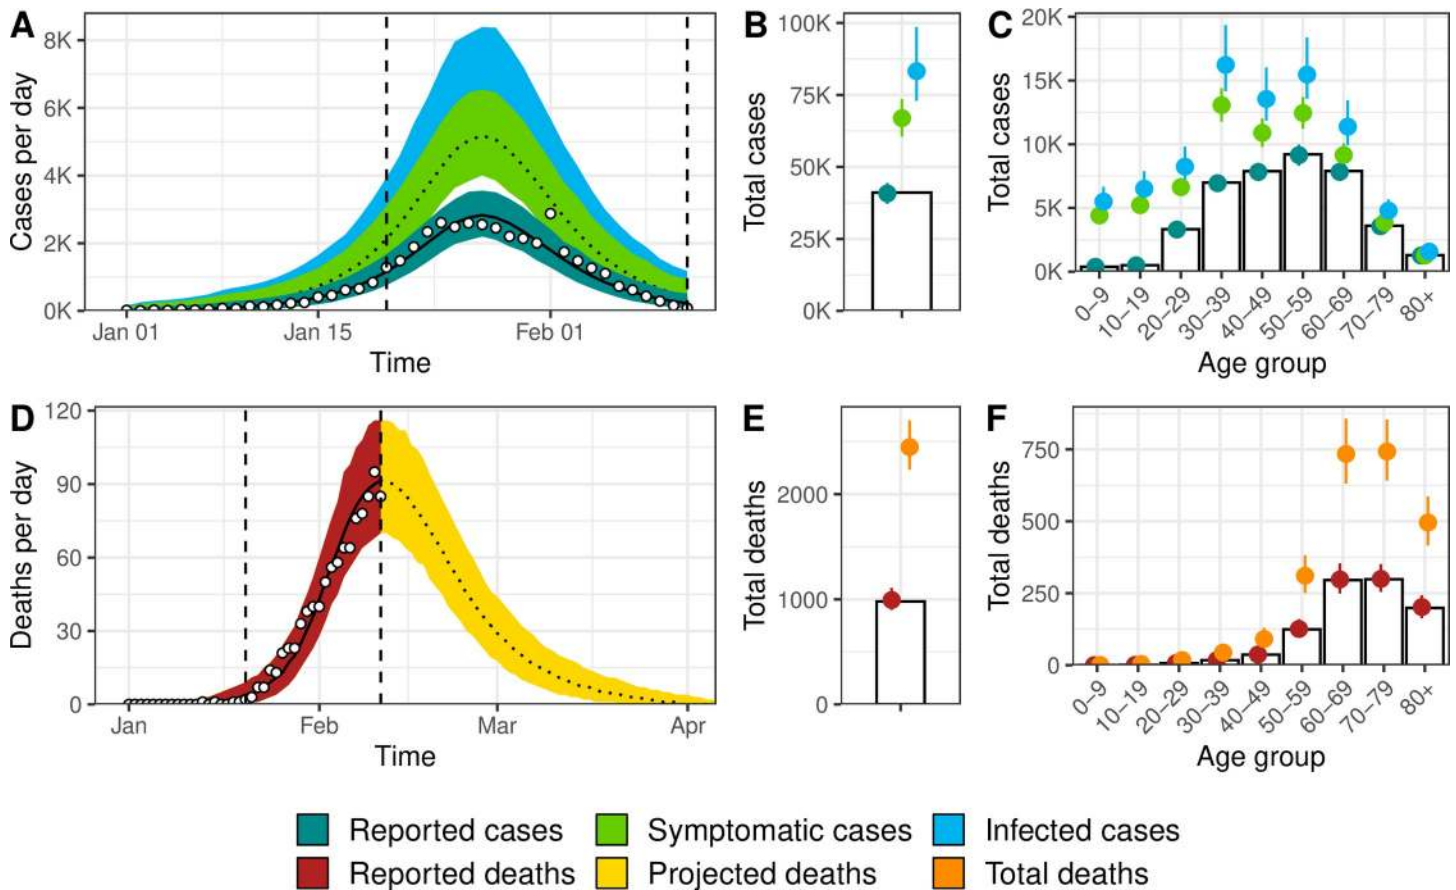 A
Cases per day
8K
6K
4K
2K
0K
Jan 01
Jan 15
Feb 01
Time
B
Total cases
100K
75K
50K
25K
0K
C
Total cases
20K
15K
10K
5K
0K
0–9
10–19
20–29
30–39
40–49
50–59
60–69
70–79
80+
Age group
D
Deaths per day
120
90
60
30
0
Jan
Feb
Mar
Apr
Time
E
Total deaths
2000
1000
0
F
Total deaths
750
500
250
0
0–9
10–19
20–29
30–39
40–49
50–59
60–69
70–79
80+
Age group
Reported cases
Symptomatic cases
Infected cases
Reported deaths
Projected deaths
Total deaths